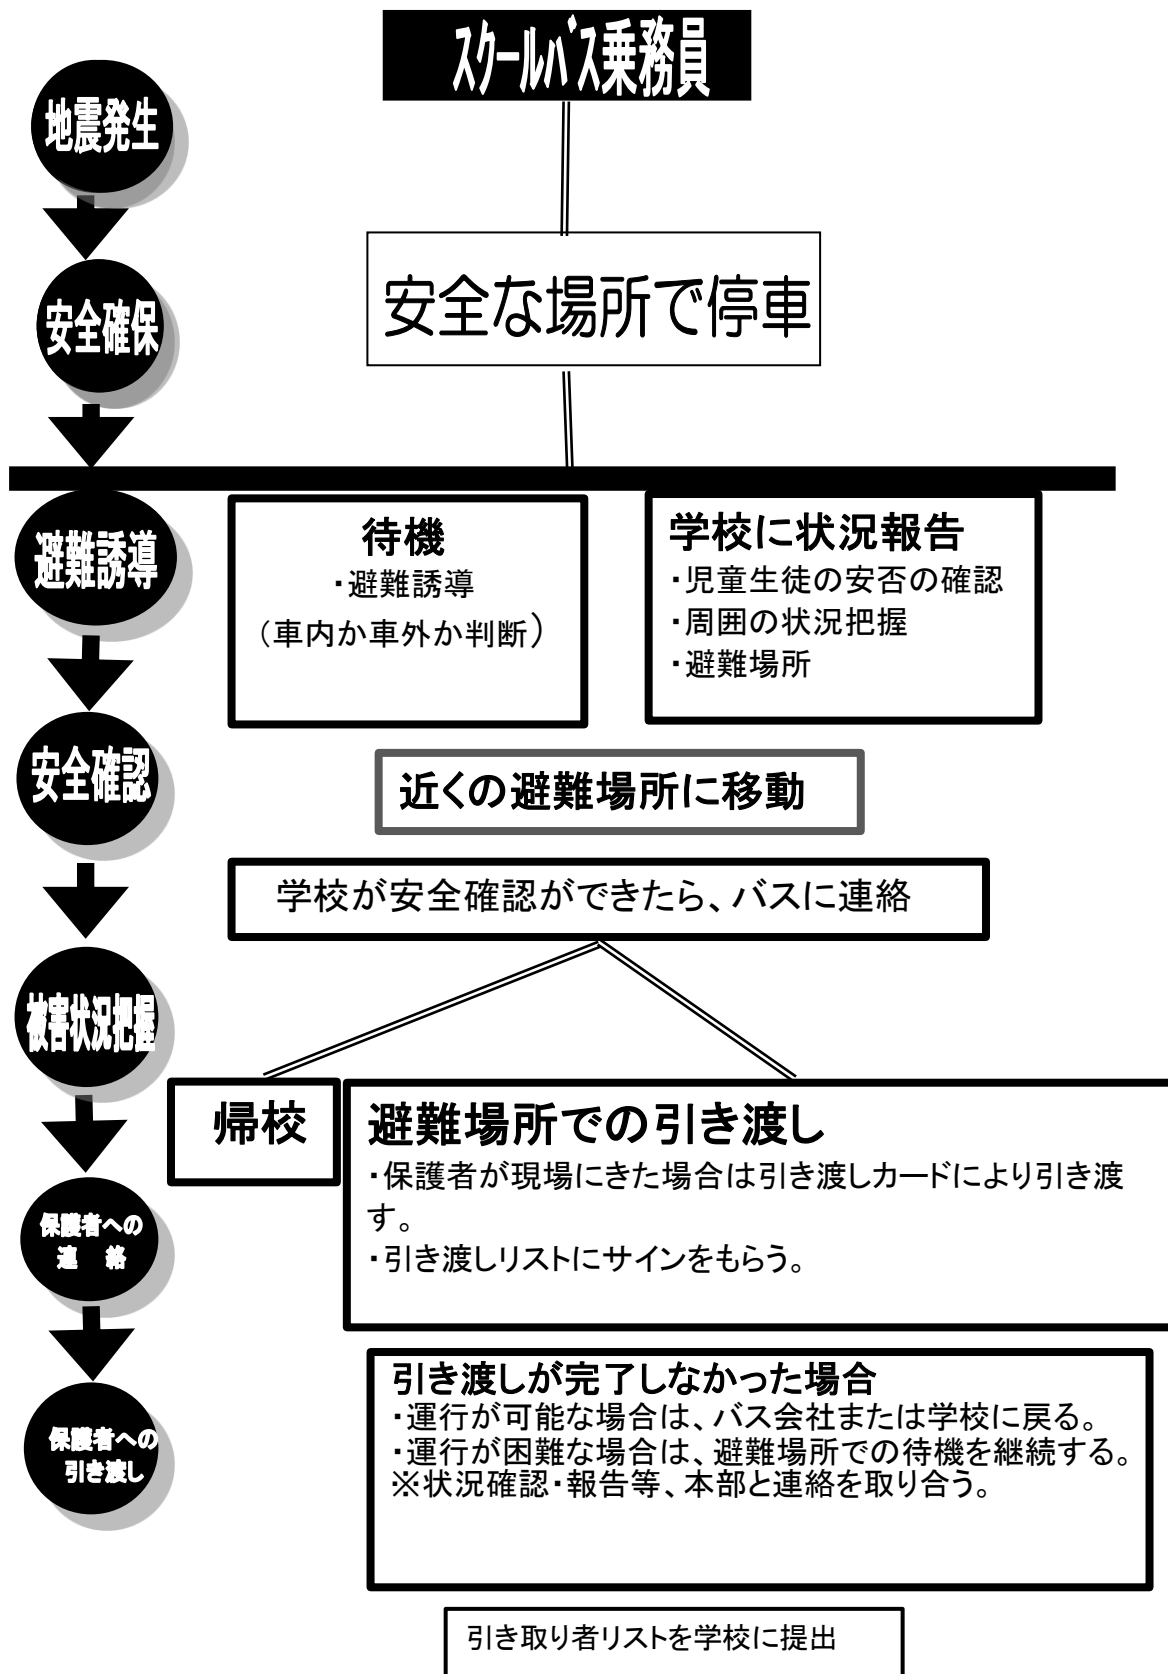 スクールバス乗務員
地震発生
安全な場所で停車
安全確保
避難誘導
待機
・避難誘導
（車内か車外か判断）
学校に状況報告
・児童生徒の安否の確認
・周囲の状況把握
・避難場所
安全確認
近くの避難場所に移動
学校が安全確認ができたら、バスに連絡
被害状況把握
帰校
避難場所での引き渡し
・保護者が現場にきた場合は引き渡しカードにより引き渡
す。
・引き渡しリストにサインをもらう。
保護者への
連　絡
引き渡しが完了しなかった場合
・運行が可能な場合は、バス会社または学校に戻る。
・運行が困難な場合は、避難場所での待機を継続する。
※状況確認・報告等、本部と連絡を取り合う。
保護者への
引き渡し
引き取り者リストを学校に提出